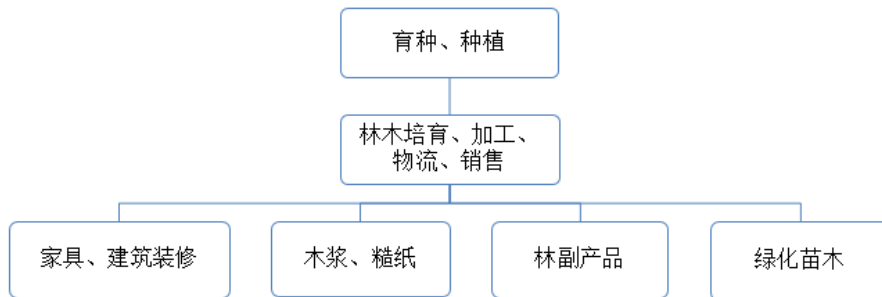 育种、种植
林木培育、加工、
物流、销售
家具、建筑装修
木浆、糙纸
林副产品
绿化苗木